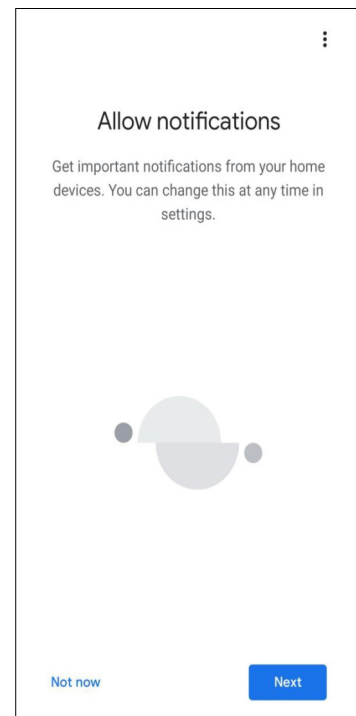 Allow notifications
Get important notifications from your home
devices. You can change this at any time in
settings.
Not now
Next